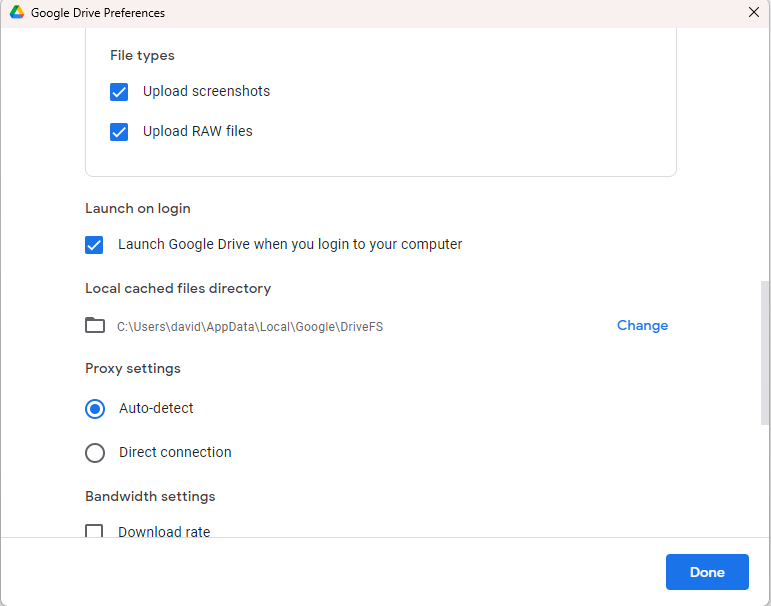 Google Drive Preferences
File types
Upload screenshots
Upload RAW files
Launch on login
Launch Google Drive when you login to your computer
Local cached files directory
C:\Users\david\AppData\Local\Google\DriveFS
Change
Proxy settings
Auto-detect
Direct connection
Bandwidth settings
Download rate
Done